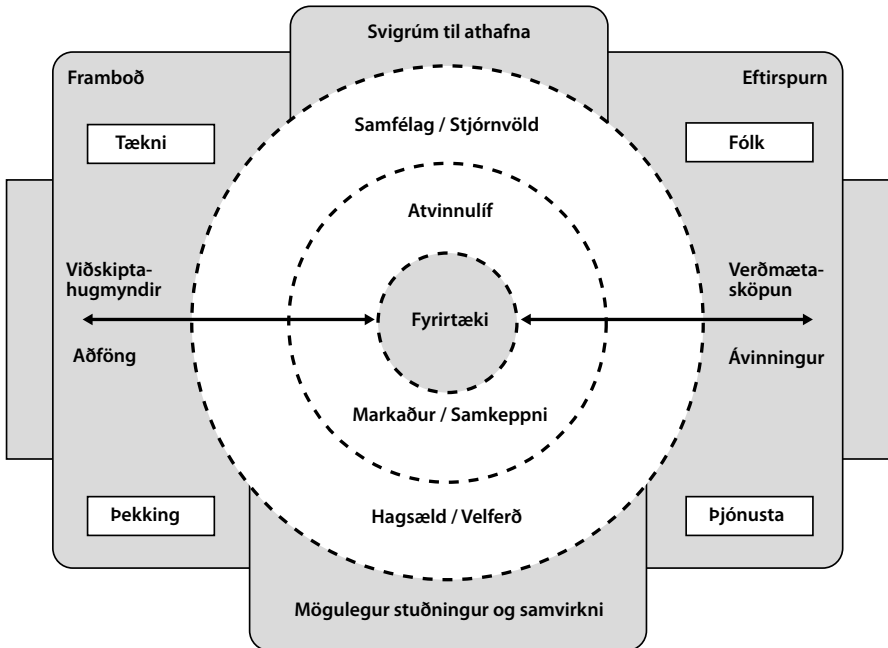 Svigrúm til athafna
Framboð
Eftirspurn
Samfélag / Stjórnvöld
Tækni
Fólk
Atvinnulíf
Viðskipta-
hugmyndir
Verðmæta-
sköpun
Fyrirtæki
Aðföng
Ávinningur
Markaður / Samkeppni
Þekking
Hagsæld / Velferð
Þjónusta
Mögulegur stuðningur og samvirkni